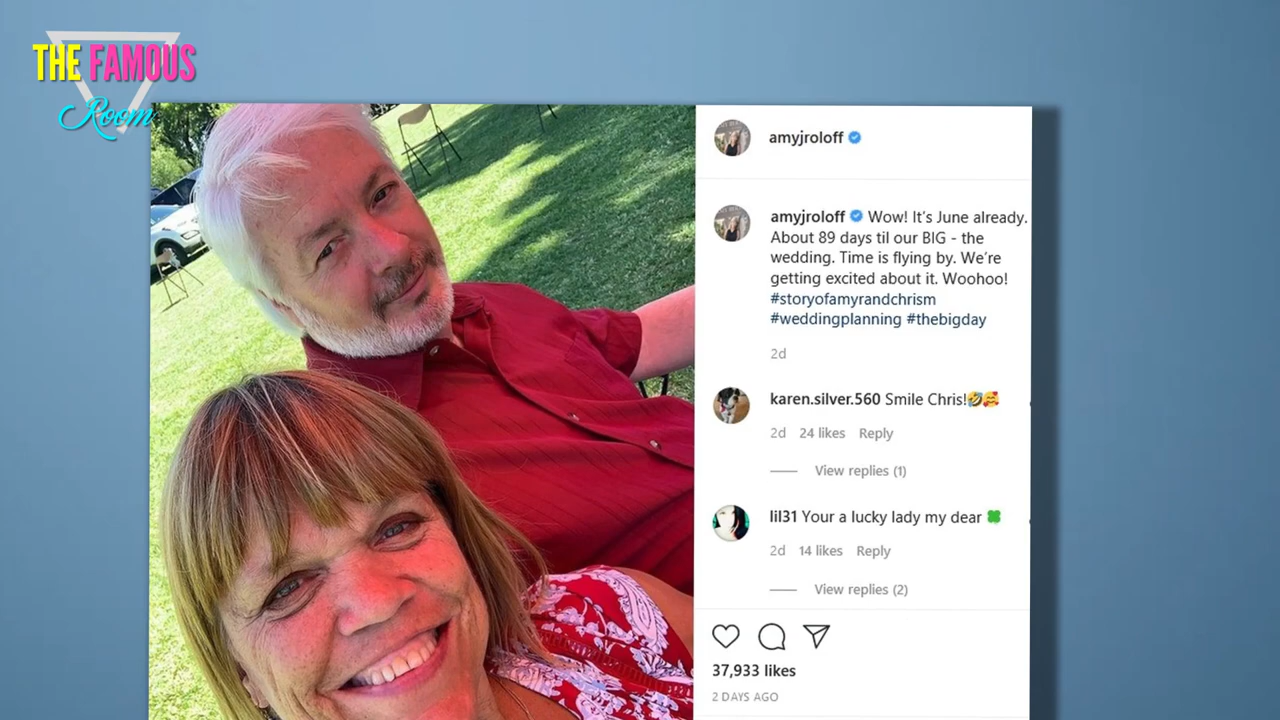 THE FAMOUS
Room
amyjroloff
amyjroloff Wow! It's June already.
About 89 days til our BIG - the
wedding. Time is flying by. We're
getting excited about it. Woohoo!
#storyofamyrandchrism
#weddingplanning #thebigday
2d
karen.silver.560 Smile Chris!🤣🥰
2d 24 likes Reply
View replies (1)
lil31 Your a lucky lady my dear 🍀
2d 14 likes Reply
View replies (2)
37,933 likes
2 DAYS AGO